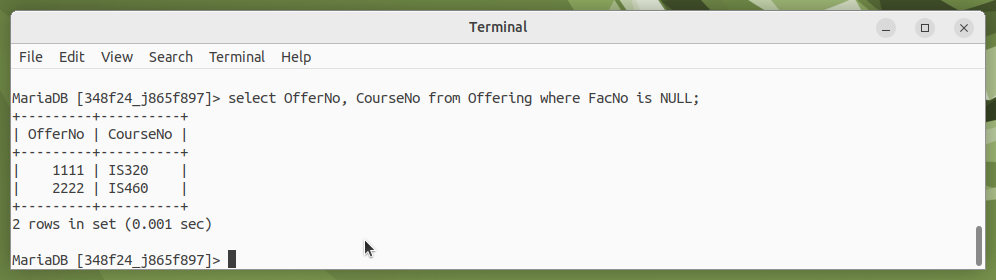 Terminal
File Edit View Search Terminal Help
MariaDB [348f24_j865f897]> select OfferNo, CourseNo from Offering where FacNo is NULL;
+---------+----------+
| OfferNo | CourseNo |
+---------+----------+
|    1111 | IS320    |
|    2222 | IS460    |
+---------+----------+
2 rows in set (0.001 sec)
MariaDB [348f24_j865f897]>